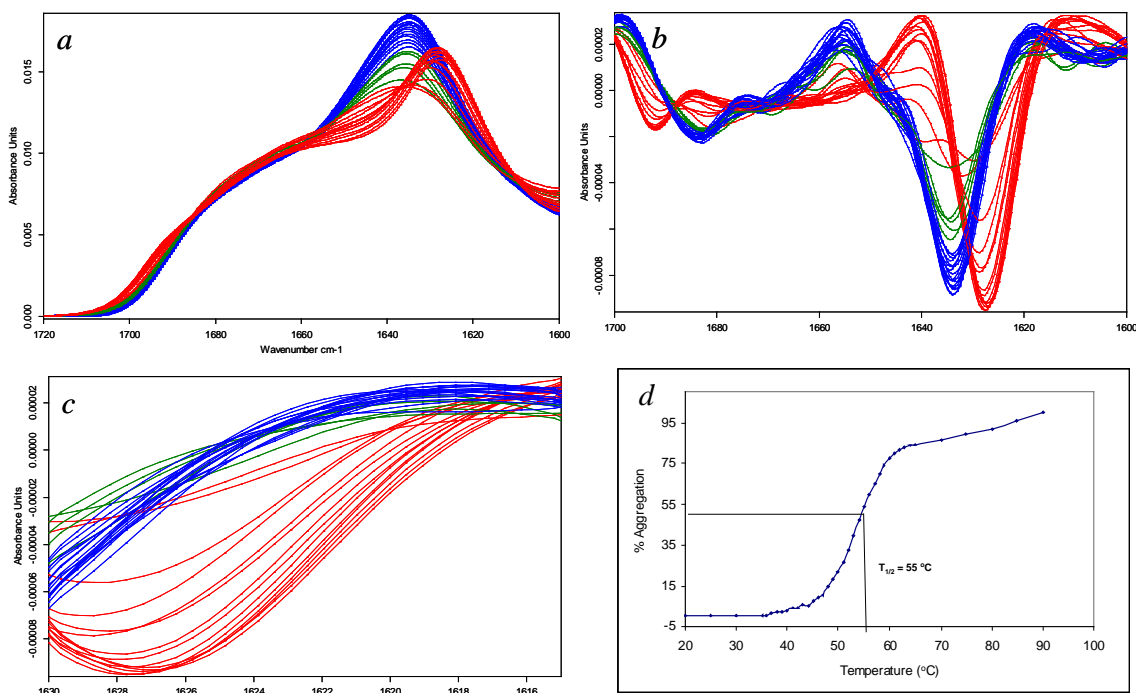 a
Absorbance Units
0.015
0.010
0.005
0.000
1720 1700 1680 1660 1640 1620 1600
Wavenumber cm-1
b
Absorbance Units
0.00002
0.00000
-0.00004
-0.00008
1700 1680 1660 1640 1620 1600
c
Absorbance Units
0.00002
0.00000
-0.00002
-0.00004
-0.00006
-0.00008
1630 1628 1626 1624 1622 1620 1618 1616
d
% Aggregation
95
75
55
35
15
-5
T1/2 = 55 °C
20 30 40 50 60 70 80 90 100
Temperature (°C)